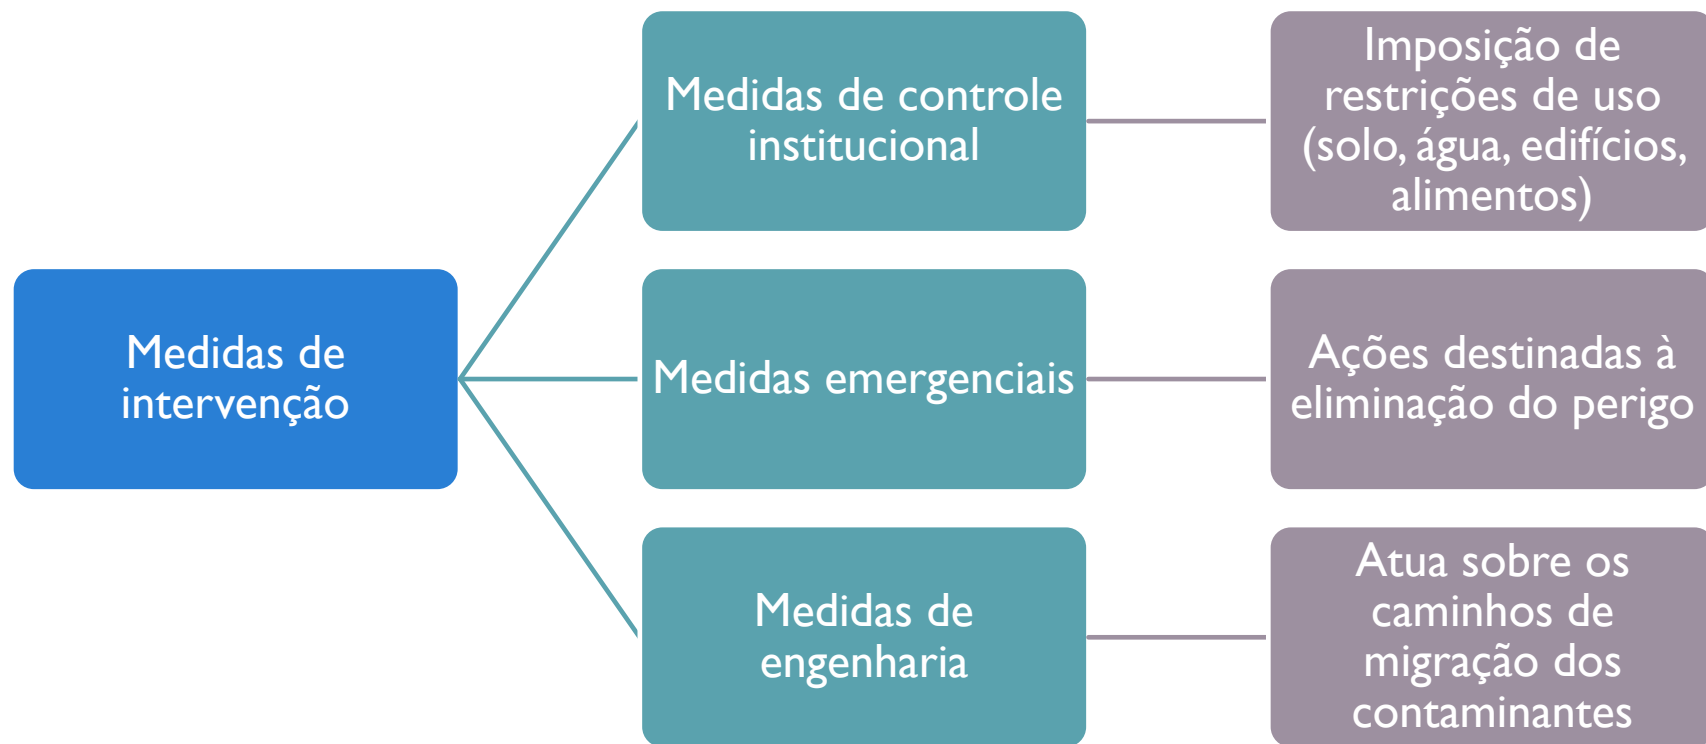 Medidas de
intervenção
Medidas de controle
institucional
Imposição de
restrições de uso
(solo, água, edifícios,
alimentos)
Medidas emergenciais
Ações destinadas à
eliminação do perigo
Medidas de
engenharia
Atua sobre os
caminhos de
migração dos
contaminantes